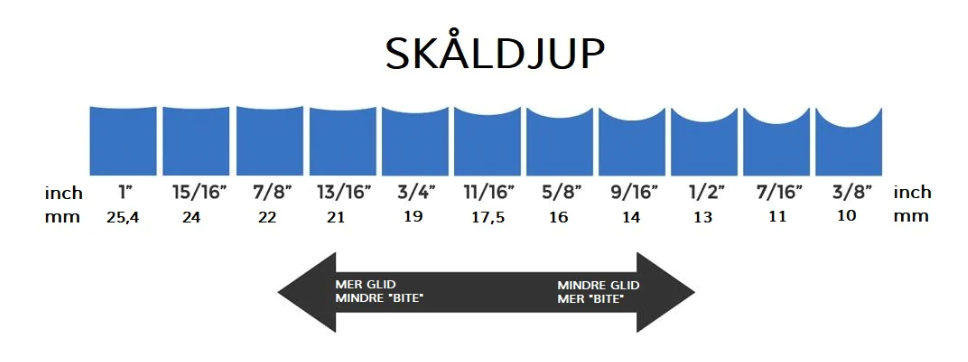 SKÅLDJUP
inch 1” 15/16” 7/8” 13/16” 3/4” 11/16” 5/8” 9/16” 1/2” 7/16” 3/8” inch
mm 25,4 24 22 21 19 17,5 16 14 13 11 10 mm
MER GLID
MINDRE "BITE"
MINDRE GLID
MER "BITE"